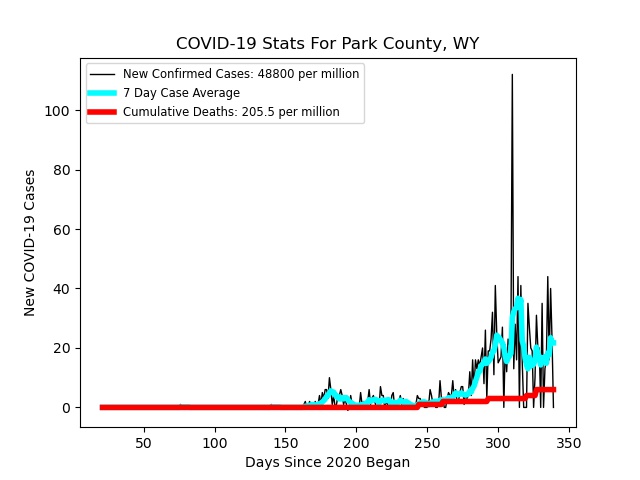 COVID-19 Stats For Park County, WY
New Confirmed Cases: 48800 per million
7 Day Case Average
Cumulative Deaths: 205.5 per million
New COVID-19 Cases
100
80
60
40
20
0
50
100
150
200
250
300
350
Days Since 2020 Began